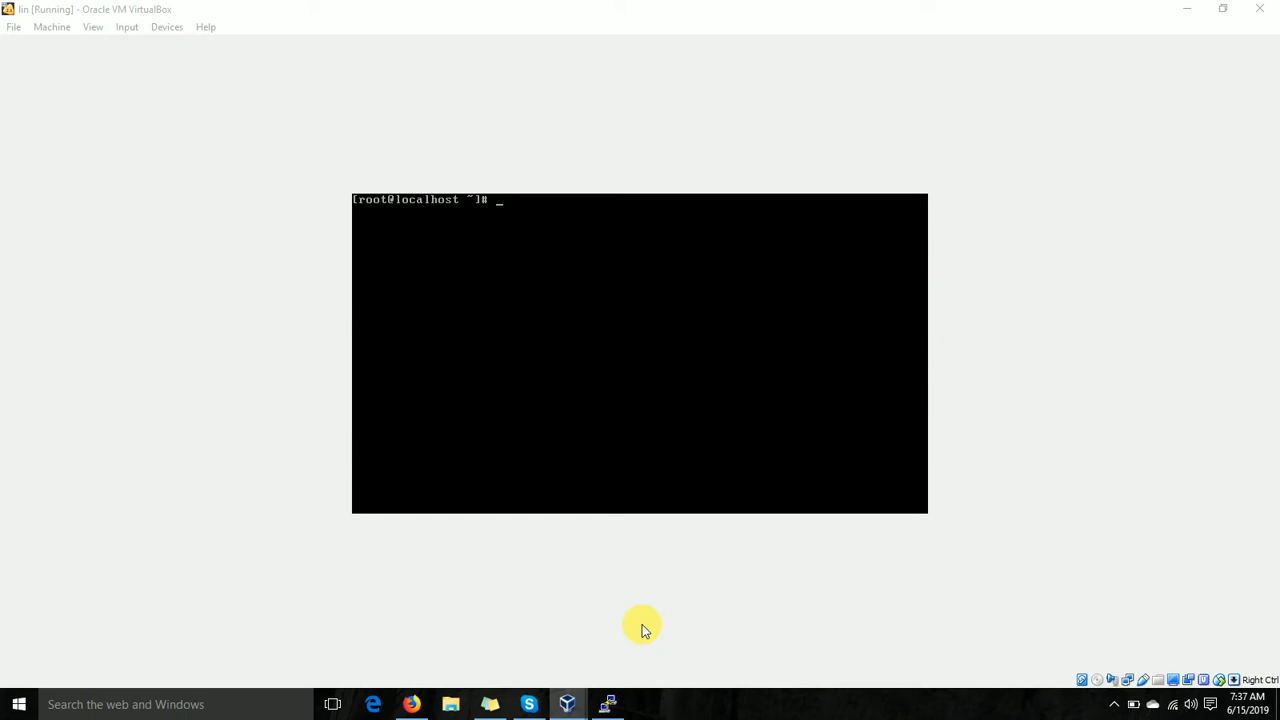 lin [Running] - Oracle VM VirtualBox
File Machine View Input Devices Help
[root@localhost ~]# _
Right Ctrl
Search the web and Windows
7:37 AM
6/15/2019